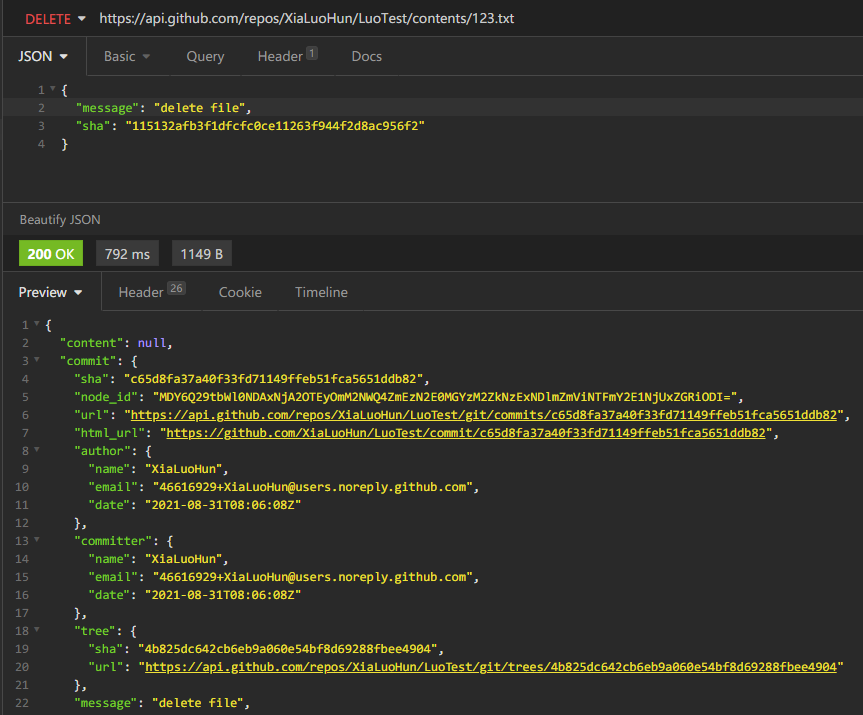 DELETE https://api.github.com/repos/XiaLuoHun/LuoTest/contents/123.txt
JSON Basic Query Header 1 Docs
1 {
2 "message": "delete file",
3 "sha": "115132afb3f1dfcfc0ce11263f944f2d8ac956f2"
4 }
Beautify JSON
200 OK 792 ms 1149 B
Preview Header 26 Cookie Timeline
1 {
2 "content": null,
3 "commit": {
4 "sha": "c65d8fa37a40f33fd71149ffeb51fca5651ddb82",
5 "node_id": "MDY6Q29tbWl0NDAxNjA2OTEyOmM2NWQ4ZmEzN2E0MGYzM2ZkNzExNDlmZmViNTFmY2E1NjUxZGRiODI=",
6 "url": "https://api.github.com/repos/XiaLuoHun/LuoTest/git/commits/c65d8fa37a40f33fd71149ffeb51fca5651ddb82",
7 "html_url": "https://github.com/XiaLuoHun/LuoTest/commit/c65d8fa37a40f33fd71149ffeb51fca5651ddb82",
8 "author": {
9 "name": "XiaLuoHun",
10 "email": "46616929+XiaLuoHun@users.noreply.github.com",
11 "date": "2021-08-31T08:06:08Z"
12 },
13 "committer": {
14 "name": "XiaLuoHun",
15 "email": "46616929+XiaLuoHun@users.noreply.github.com",
16 "date": "2021-08-31T08:06:08Z"
17 },
18 "tree": {
19 "sha": "4b825dc642cb6eb9a060e54bf8d69288fbee4904",
20 "url": "https://api.github.com/repos/XiaLuoHun/LuoTest/git/trees/4b825dc642cb6eb9a060e54bf8d69288fbee4904"
21 },
22 "message": "delete file",